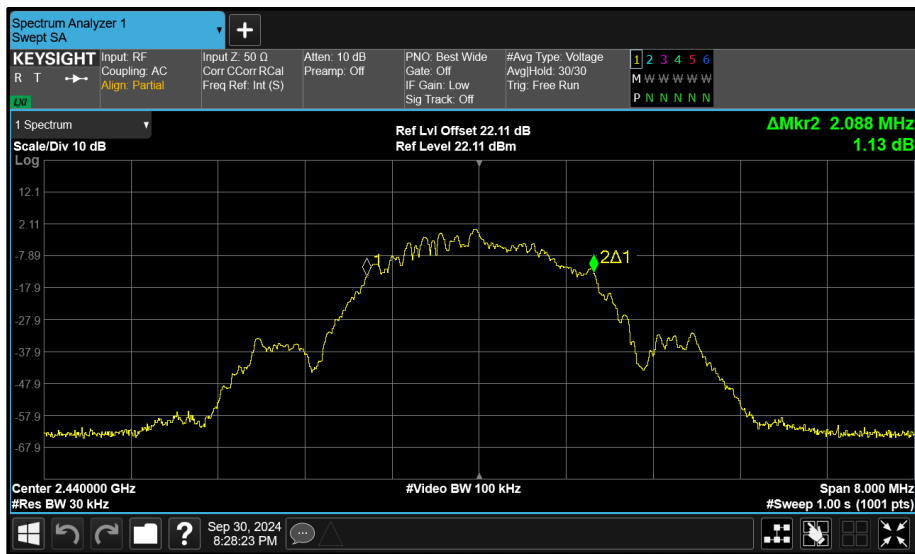 Spectrum Analyzer 1
Swept SA
KEYSIGHT
R T
LXI
Input: RF
Coupling: AC
Align: Partial
Input Z: 50 Ω
Corr CCorr RCal
Freq Ref: Int (S)
Atten: 10 dB
Preamp: Off
PNO: Best Wide
Gate: Off
IF Gain: Low
Sig Track: Off
#Avg Type: Voltage
Avg|Hold: 30/30
Trig: Free Run
1 2 3 4 5 6
M W W W W W
P N N N N N
1 Spectrum
Scale/Div 10 dB
Ref Lvl Offset 22.11 dB
Ref Level 22.11 dBm
ΔMkr2 2.088 MHz
1.13 dB
Log
12.1
2.11
-7.89
-17.9
-27.9
-37.9
-47.9
-57.9
-67.9
1
2Δ1
Center 2.440000 GHz
#Res BW 30 kHz
#Video BW 100 kHz
Span 8.000 MHz
#Sweep 1.00 s (1001 pts)
?
Sep 30, 2024
8:28:23 PM